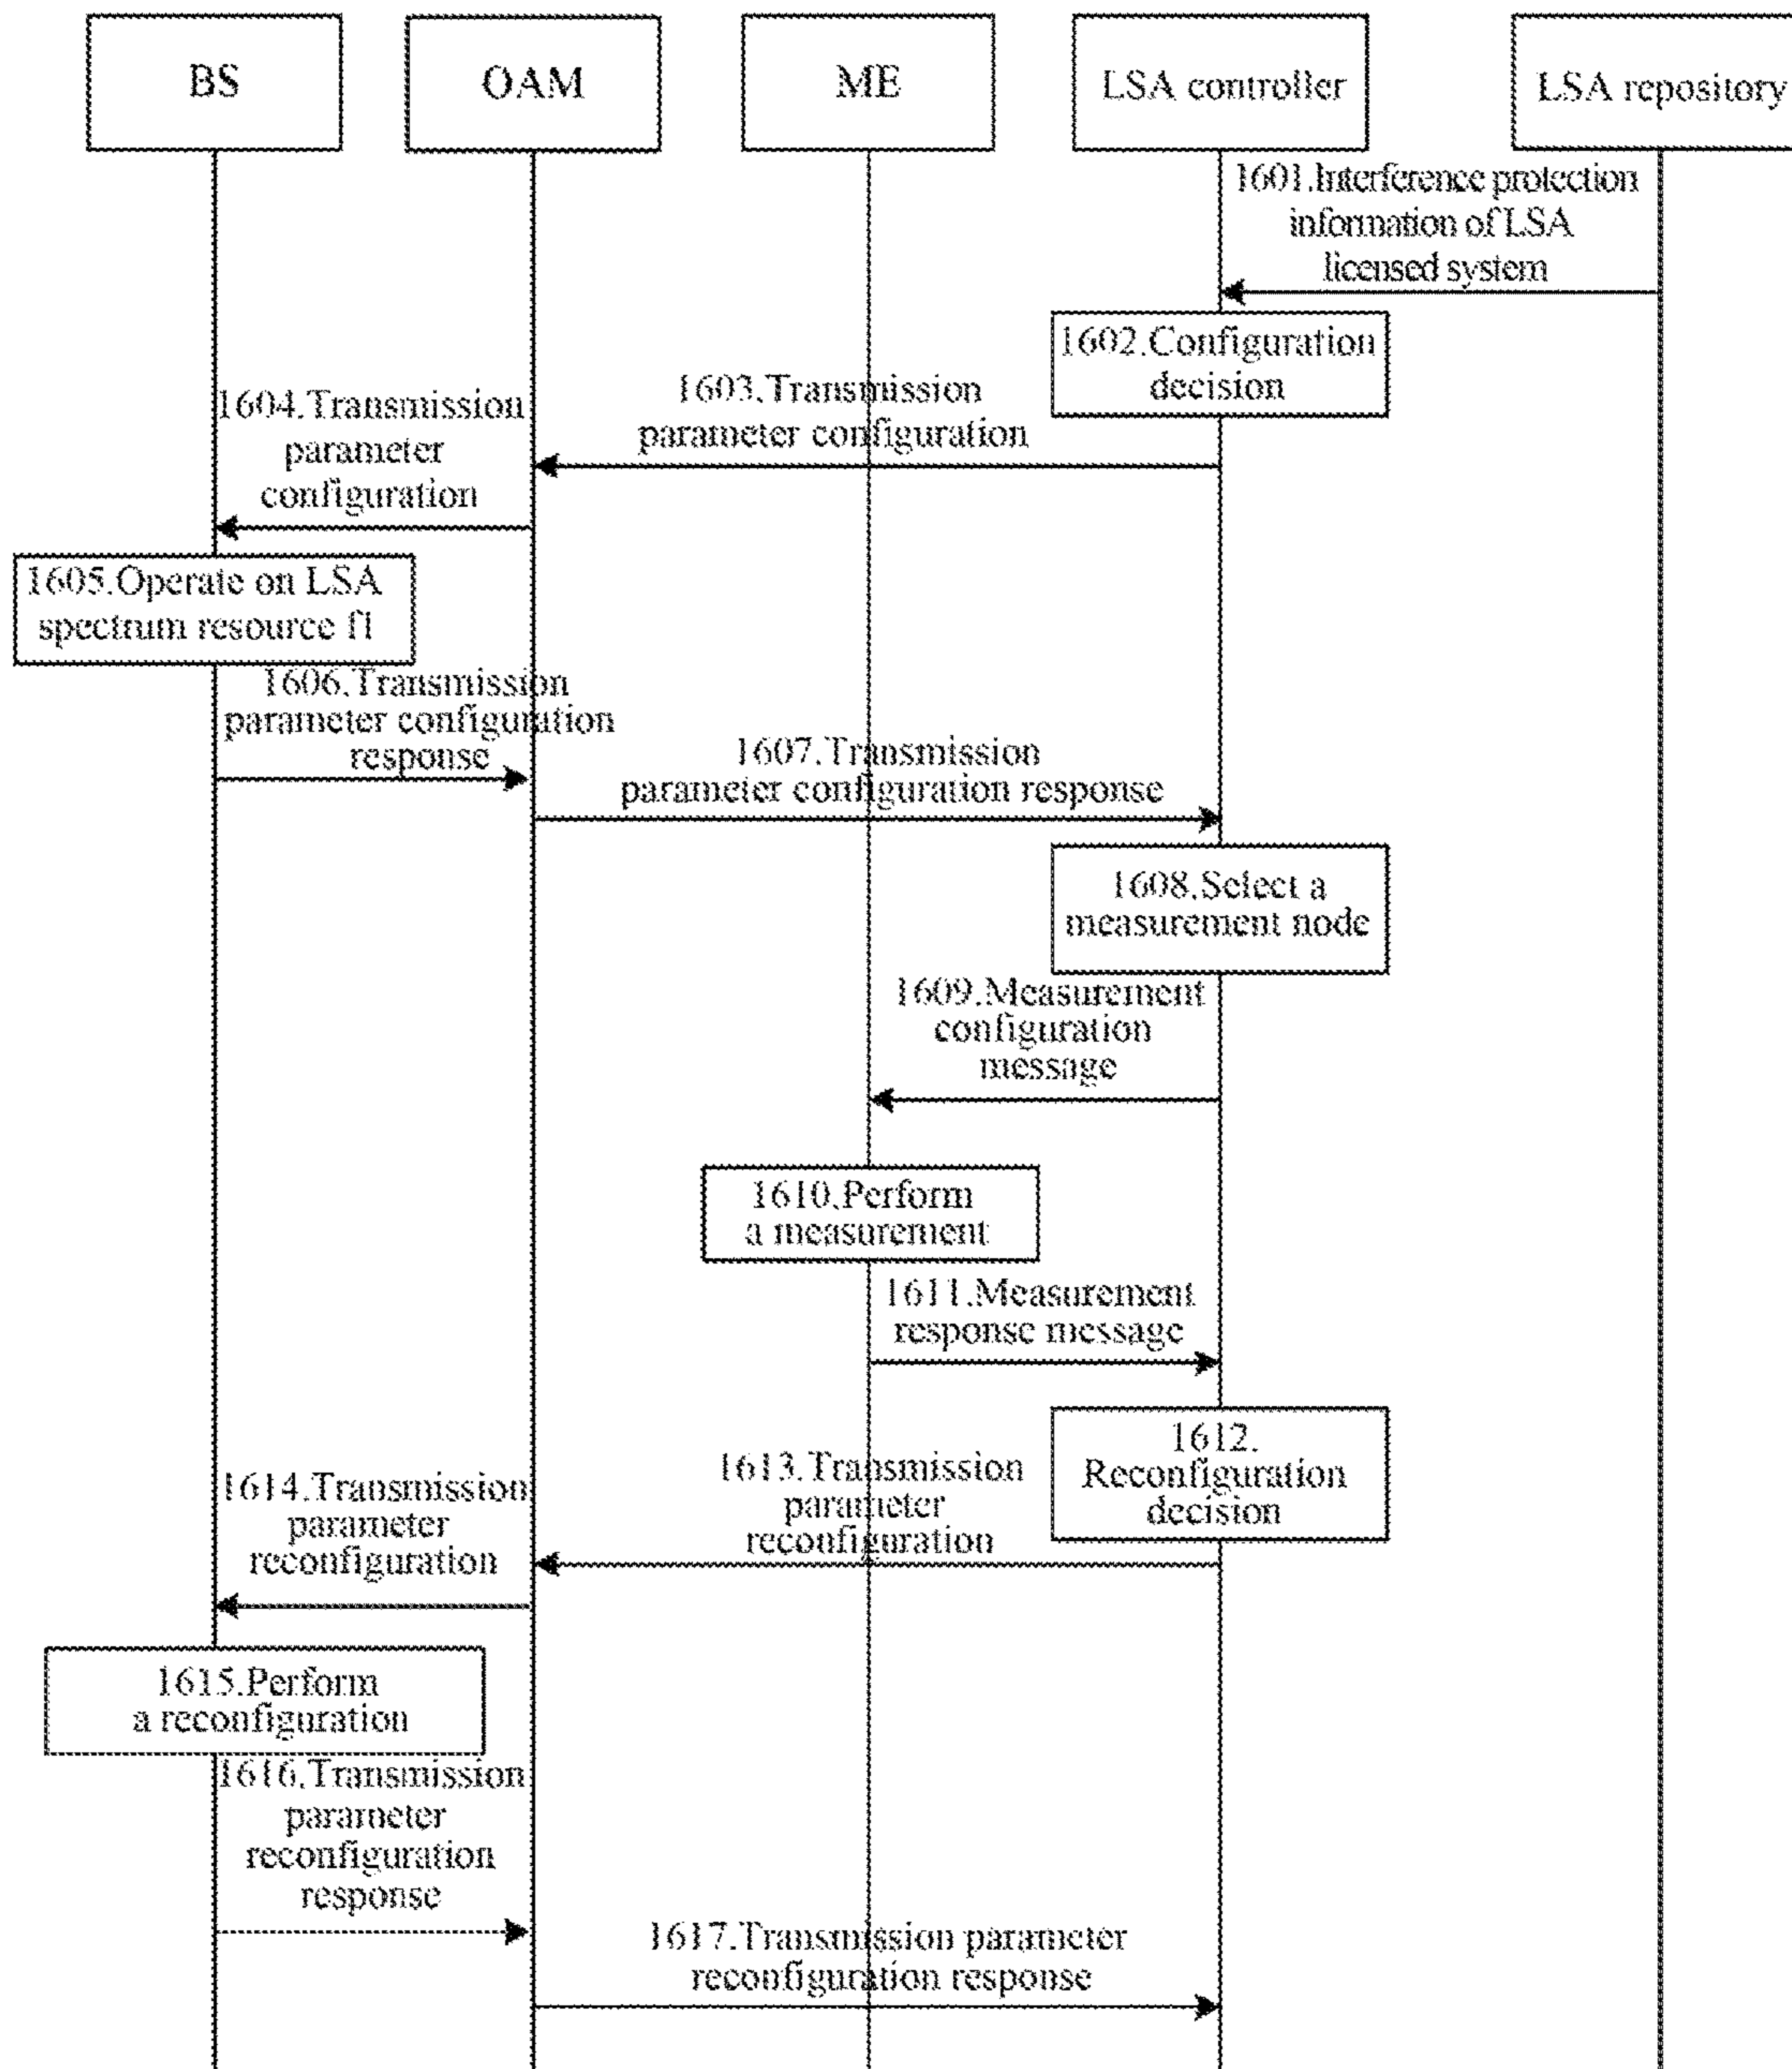 BS
OAM
ME
LSA controller
LSA repository
1601.Interference protection
information of LSA
licensed system
1602.Configuration
decision
1603.Transmission
parameter configuration
1604.Transmission
parameter
configuration
1605.Operate on LSA
spectrum resource f1
1606.Transmission
parameter configuration
response
1607.Transmission
parameter configuration response
1608.Select a
measurement node
1609.Measurement
configuration
message
1610.Perform
a measurement
1611.Measurement
response message
1612.
Reconfiguration
decision
1613.Transmission
parameter
reconfiguration
1614.Transmission
parameter
reconfiguration
1615.Perform
a reconfiguration
1616.Transmission
parameter
reconfiguration
response
1617.Transmission parameter
reconfiguration response